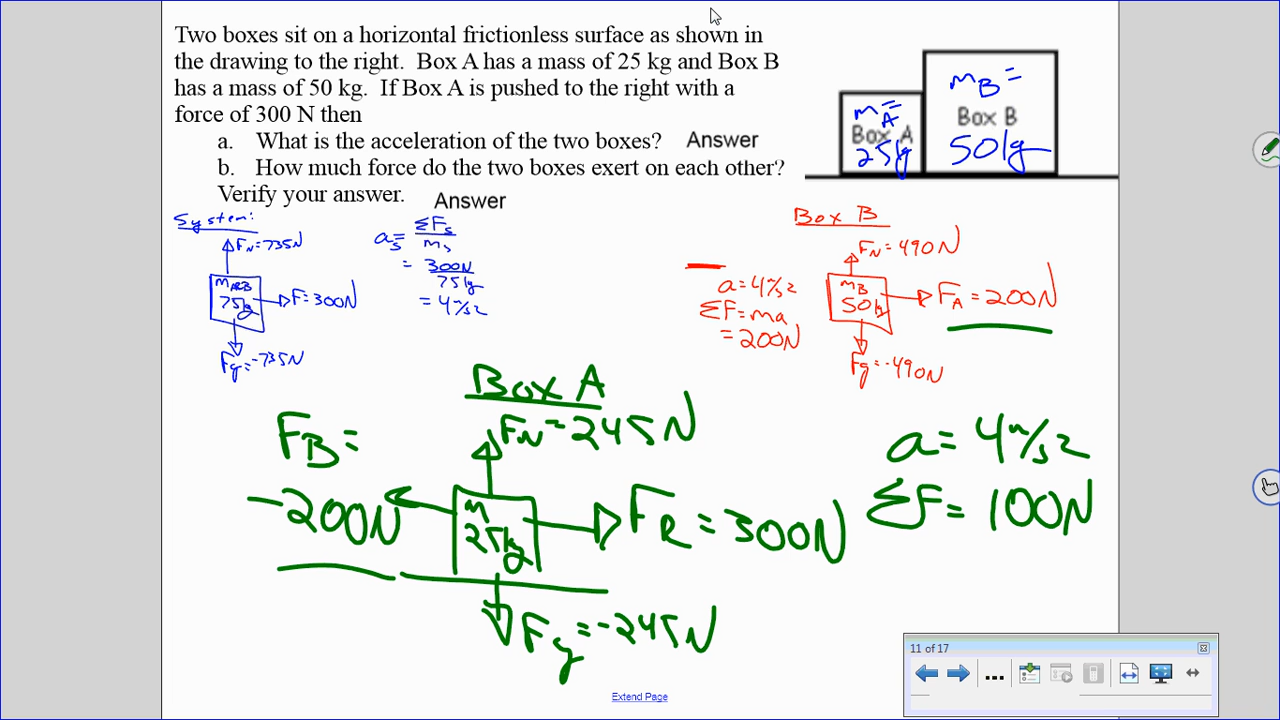 Two boxes sit on a horizontal frictionless surface as shown in
the drawing to the right. Box A has a mass of 25 kg and Box B
has a mass of 50 kg. If Box A is pushed to the right with a
force of 300 N then
a. What is the acceleration of the two boxes? Answer
b. How much force do the two boxes exert on each other?
Verify your answer. Answer
mA =
Box A
25kg
mB =
Box B
50kg
System:
FN=735N
mA&B
75kg
F=300N
Fg=-735N
as = ΣFs
ms
= 300N
75kg
= 4m/s2
Box B
FN=490N
mB
50kg
FA = 200N
Fg=-490N
a=4m/s2
ΣF=ma
=200N
Box A
FN=245N
FB=
-200N
m
25kg
FR = 300N
Fg=-245N
a= 4m/s2
ΣF= 100N
11 of 17
Extend Page